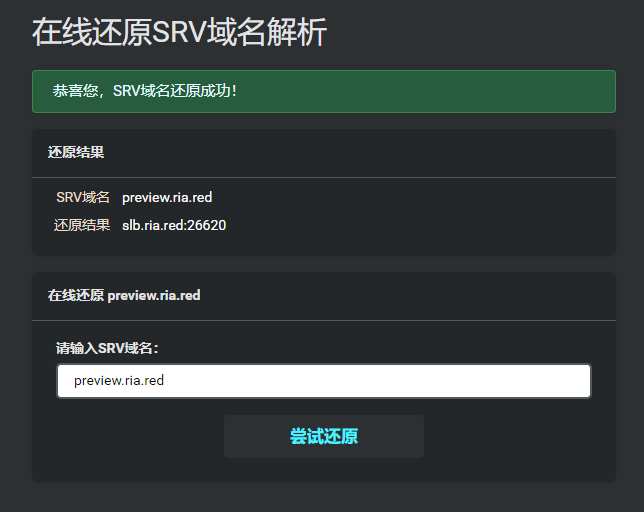 在线还原SRV域名解析
恭喜您，SRV域名还原成功！
还原结果
SRV域名 preview.ria.red
还原结果 slb.ria.red:26620
在线还原 preview.ria.red
请输入SRV域名：
preview.ria.red
尝试还原